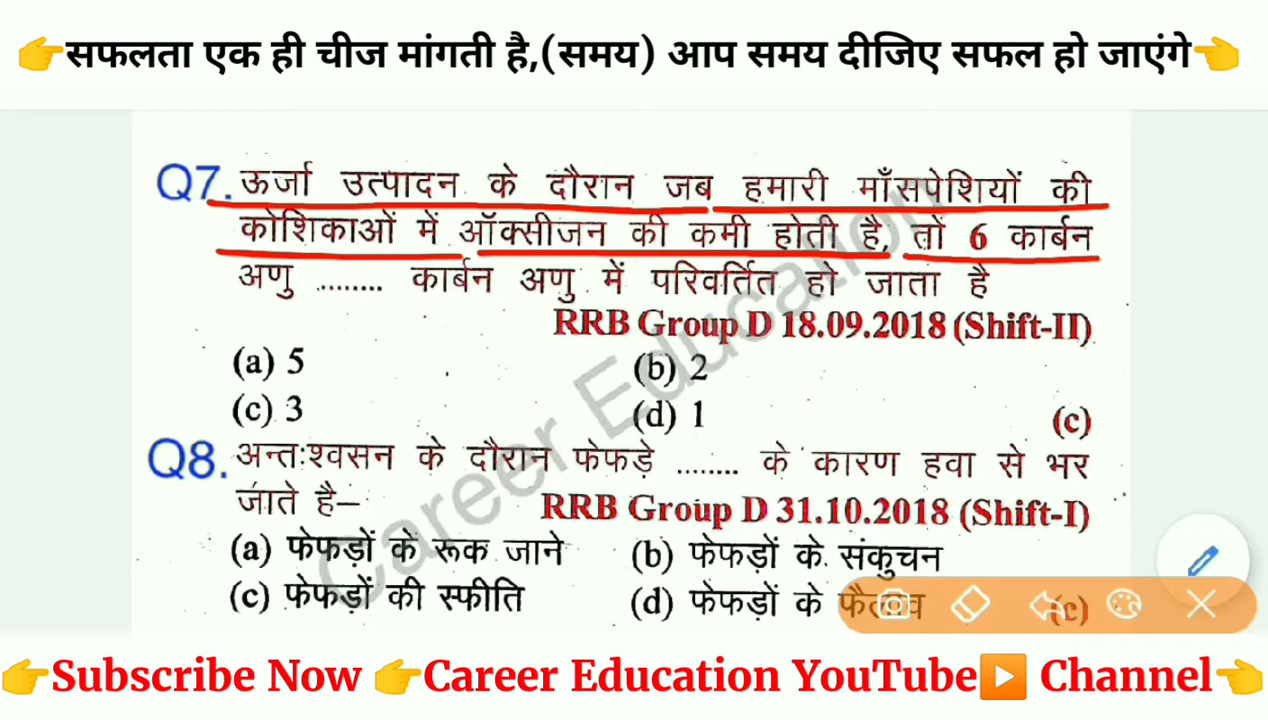 👉सफलता एक ही चीज मांगती है,(समय) आप समय दीजिए सफल हो जाएंगे👈
Q7. ऊर्जा उत्पादन के दौरान जब हमारी माँसपेशियों की
कोशिकाओं में ऑक्सीजन की कमी होती है, तों 6 कार्बन
अणु ........ कार्बन अणु में परिवर्तित हो जाता है
RRB Group D 18.09.2018 (Shift-II)
(a) 5 (b) 2
(c) 3 (d) 1 (c)
Q8. अन्तःश्वसन के दौरान फेफड़े ........ के कारण हवा से भर
जाते है– RRB Group D 31.10.2018 (Shift-I)
(a) फेफड़ों के रूक जाने (b) फेफड़ों के संकुचन
(c) फेफड़ों की स्फीति (d) फेफड़ों के फैलाव (c)
Career Education
👉Subscribe Now 👉Career Education YouTube▶️ Channel👈